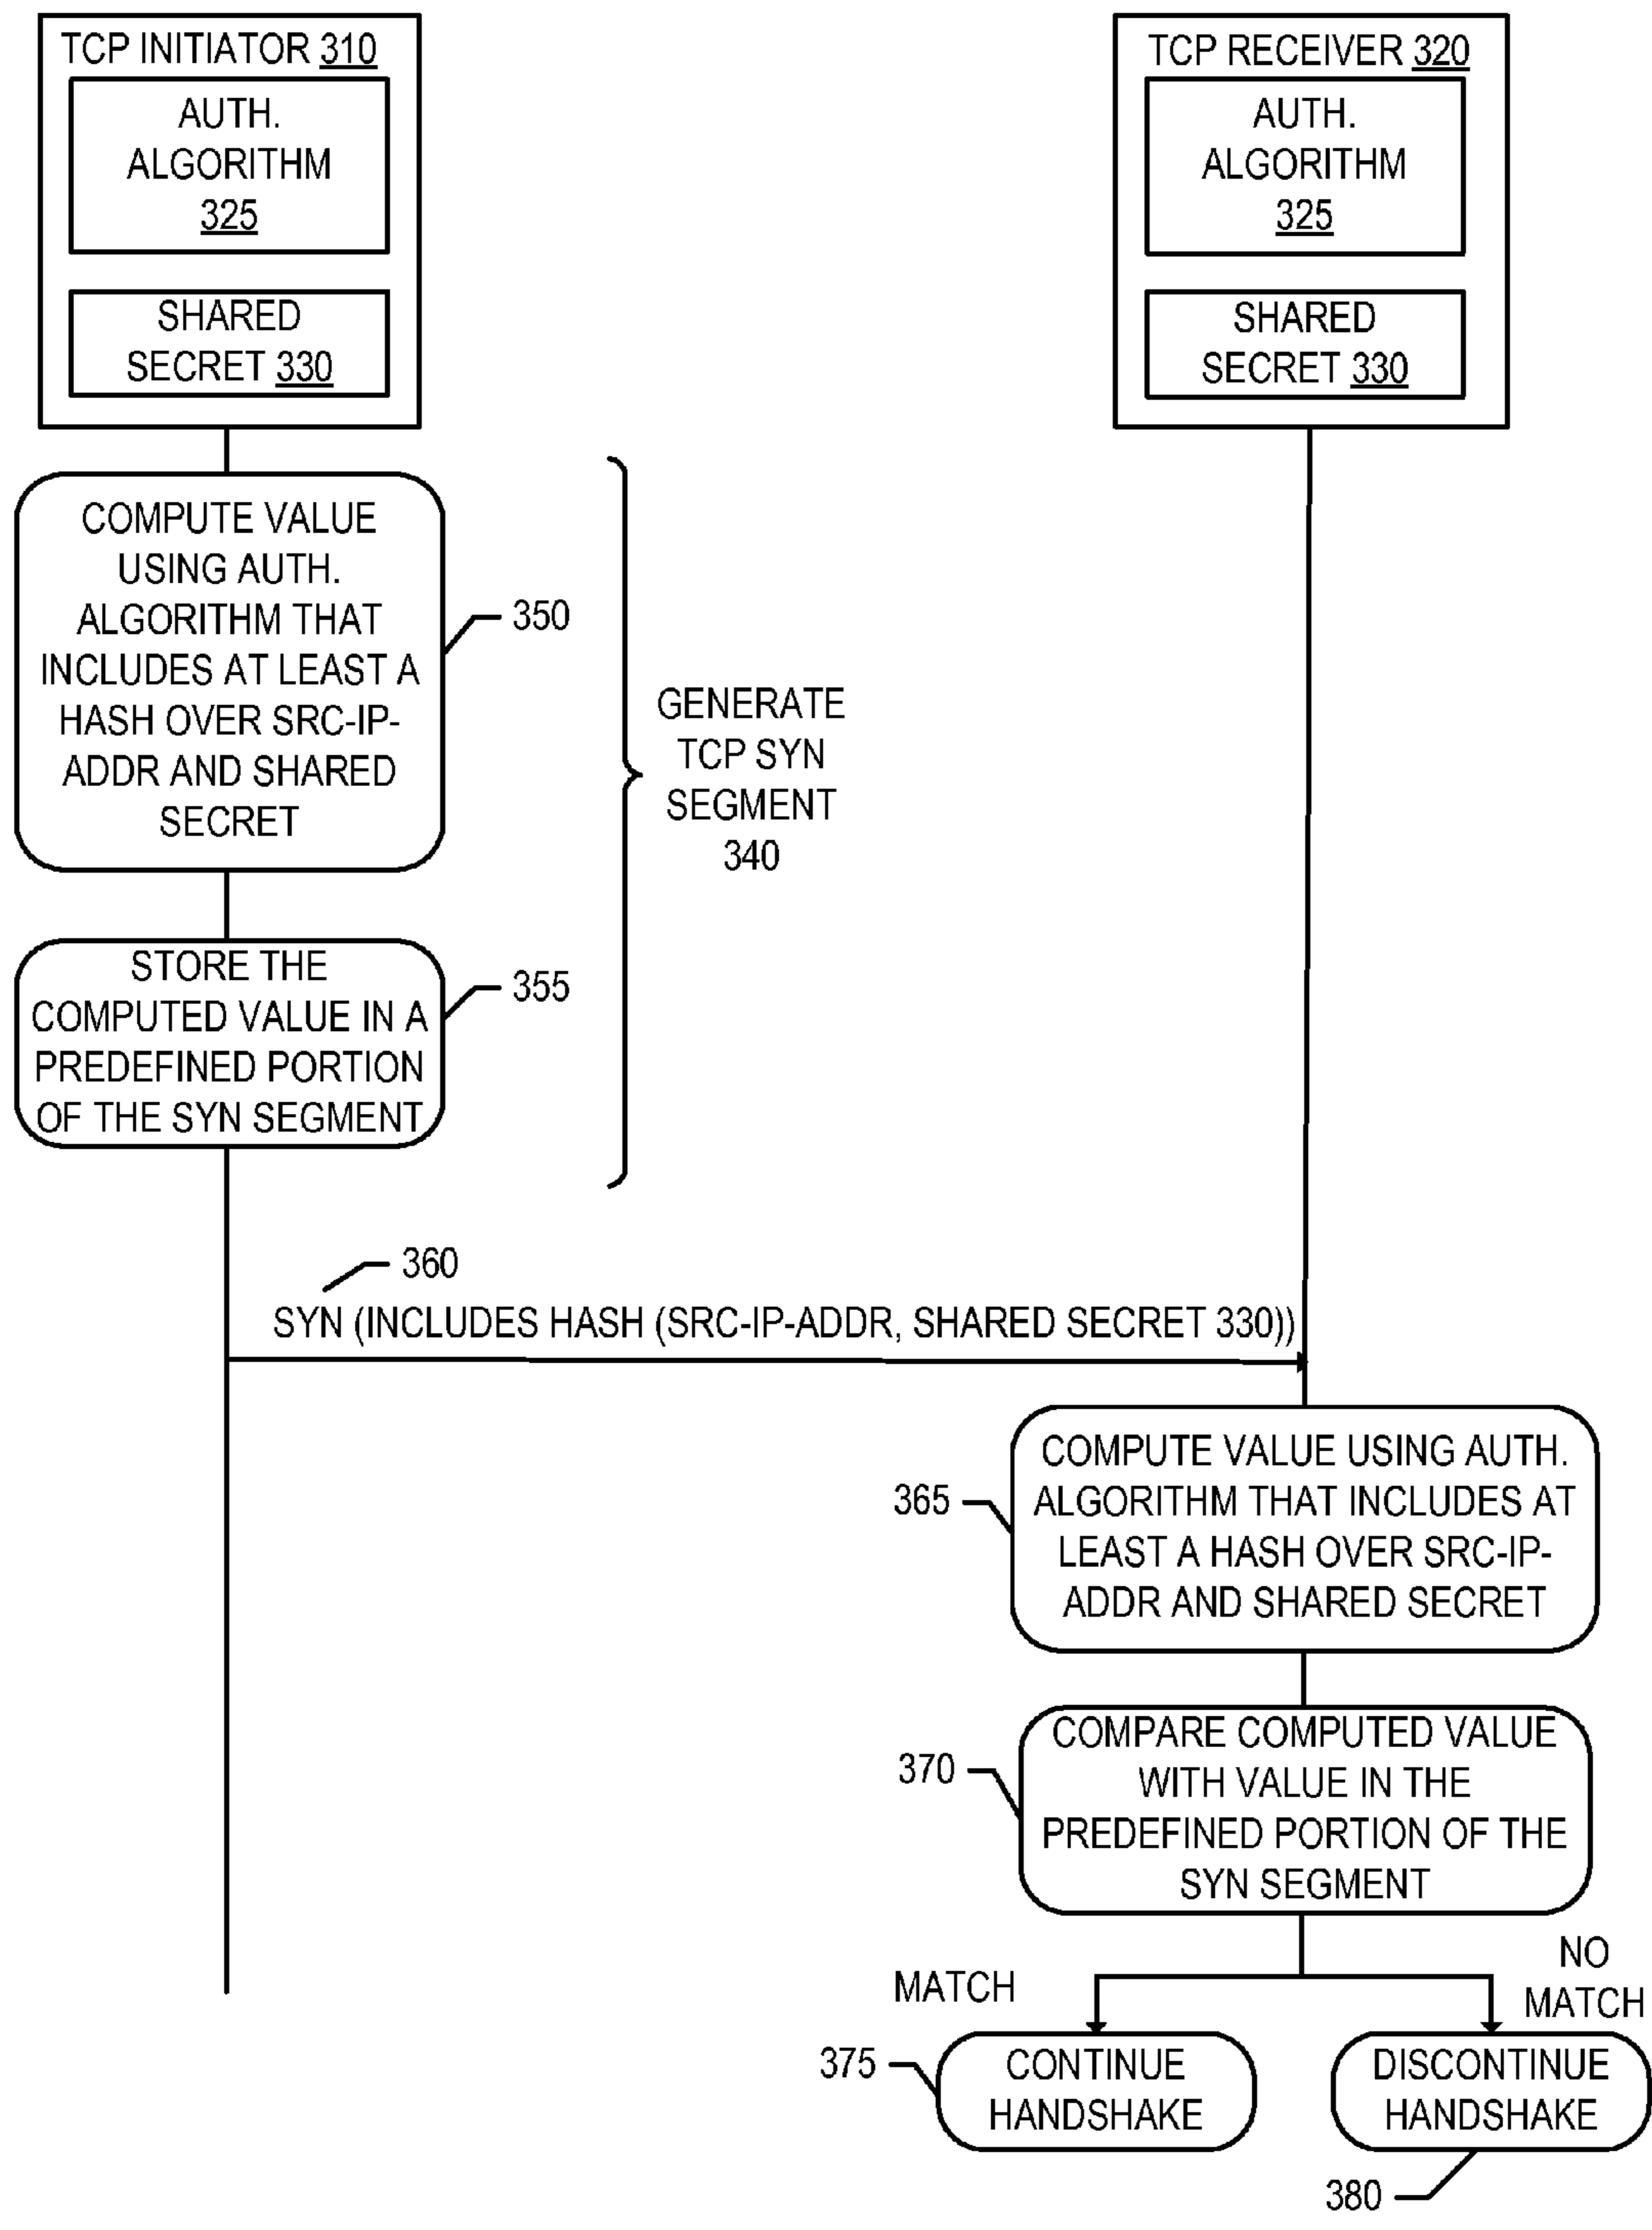 TCP INITIATOR 310
AUTH.
ALGORITHM
325
SHARED
SECRET 330
TCP RECEIVER 320
AUTH.
ALGORITHM
325
SHARED
SECRET 330
COMPUTE VALUE
USING AUTH.
ALGORITHM THAT
INCLUDES AT LEAST A
HASH OVER SRC-IP-
ADDR AND SHARED
SECRET
350
GENERATE
TCP SYN
SEGMENT
340
STORE THE
COMPUTED VALUE IN A
PREDEFINED PORTION
OF THE SYN SEGMENT
355
360
SYN (INCLUDES HASH (SRC-IP-ADDR, SHARED SECRET 330))
365
COMPUTE VALUE USING AUTH.
ALGORITHM THAT INCLUDES AT
LEAST A HASH OVER SRC-IP-
ADDR AND SHARED SECRET
370
COMPARE COMPUTED VALUE
WITH VALUE IN THE
PREDEFINED PORTION OF THE
SYN SEGMENT
MATCH
NO
MATCH
375
CONTINUE
HANDSHAKE
DISCONTINUE
HANDSHAKE
380